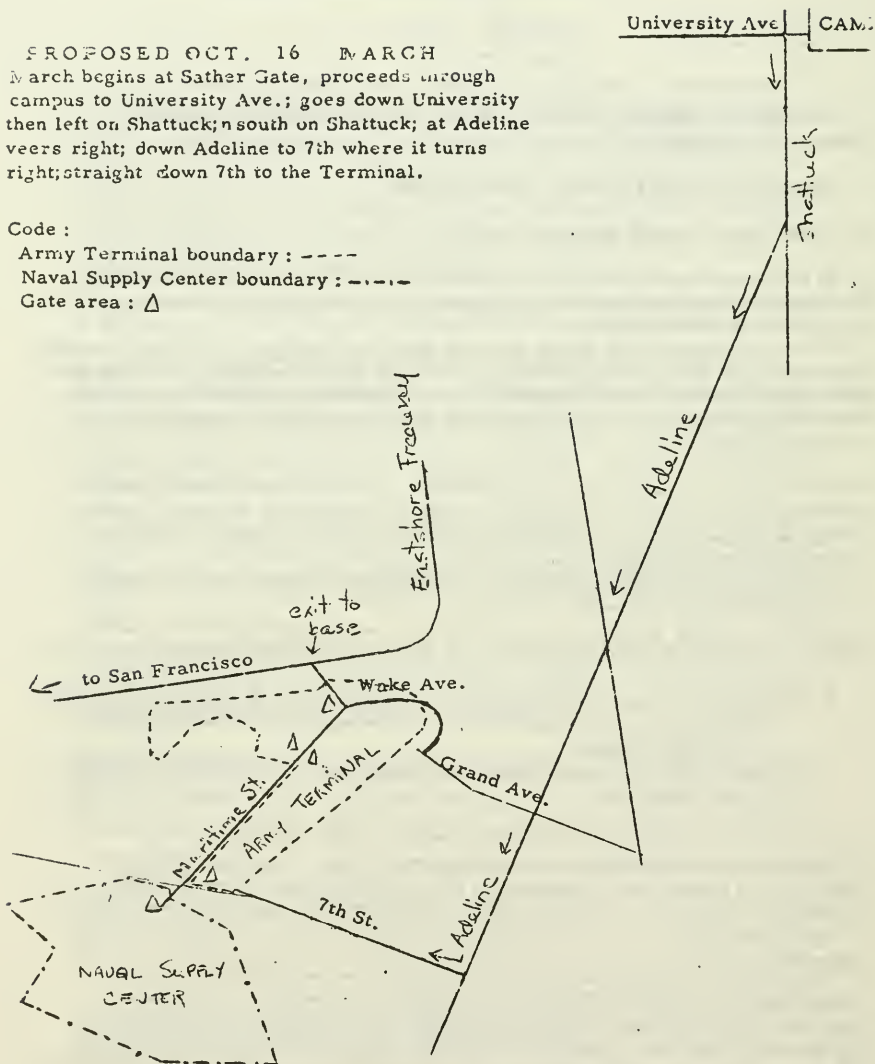 University Ave CAM
PROPOSED OCT. 16 MARCH
March begins at Sather Gate, proceeds through
campus to University Ave.; goes down University
then left on Shattuck;n south on Shattuck; at Adeline
veers right; down Adeline to 7th where it turns
right;straight down 7th to the Terminal.
Shattuck
Code :
Army Terminal boundary : ----
Naval Supply Center boundary : -.-.-
Gate area : Δ
Eastshore Freeway
Adeline
exit to
base
to San Francisco
Wake Ave.
Grand Ave.
Maritime St.
ARMY TERMINAL
7th St.
Adeline
NAVAL SUPPLY
CENTER